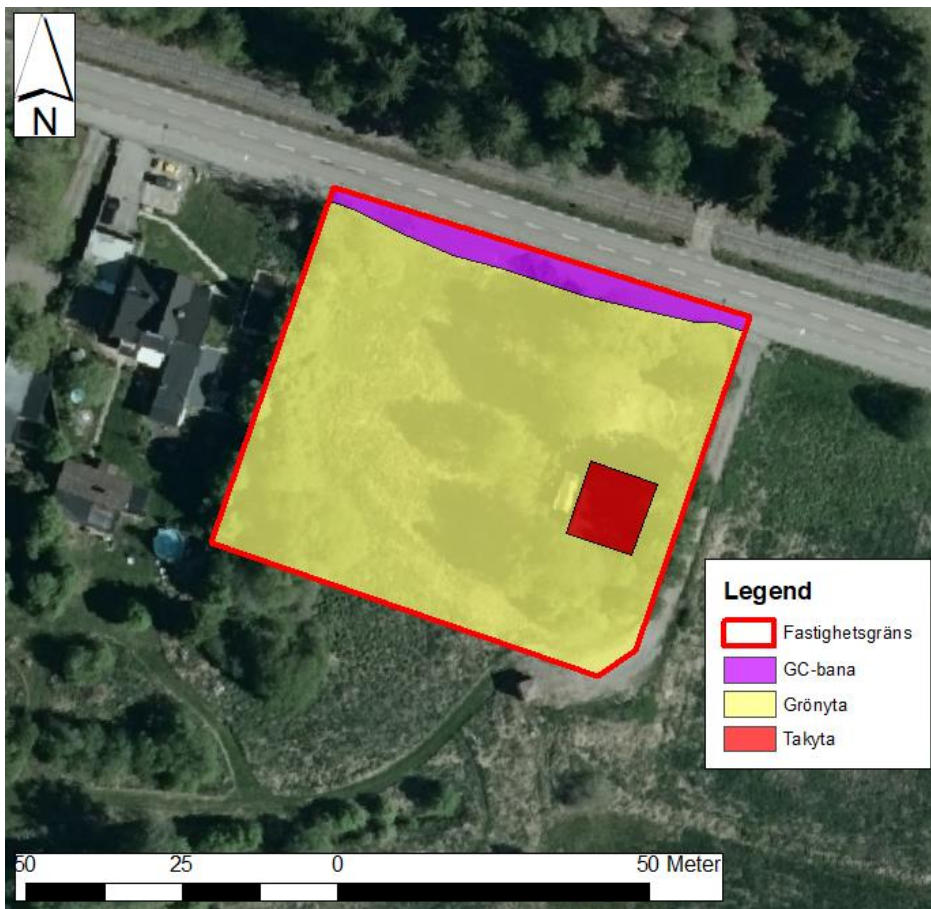 N
Legend
Fastighetsgräns
GC-bana
Grönyta
Takyta
50 25 0 50 Meter